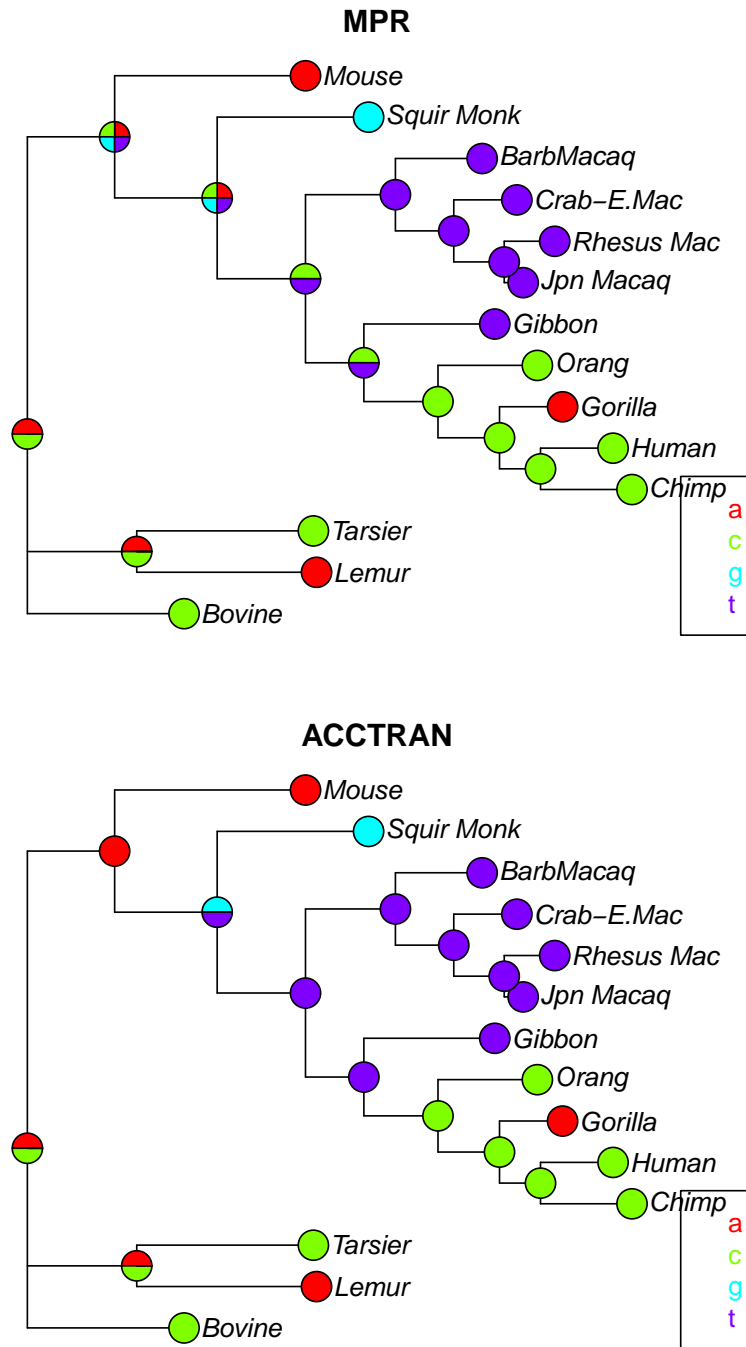 MPR
Mouse
Squir Monk
BarbMacaq
Crab−E.Mac
Rhesus Mac
Jpn Macaq
Gibbon
Orang
Gorilla
Human
Chimp
Tarsier
Lemur
Bovine
a
c
g
t
ACCTRAN
Mouse
Squir Monk
BarbMacaq
Crab−E.Mac
Rhesus Mac
Jpn Macaq
Gibbon
Orang
Gorilla
Human
Chimp
Tarsier
Lemur
Bovine
a
c
g
t